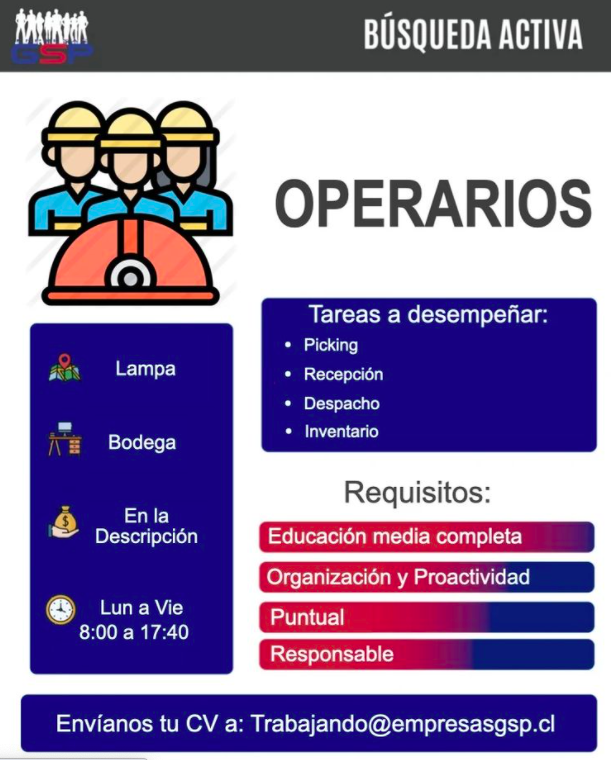 GSP
BÚSQUEDA ACTIVA
OPERARIOS
Lampa
Bodega
En la
Descripción
Lun a Vie
8:00 a 17:40
Tareas a desempeñar:
• Picking
• Recepción
• Despacho
• Inventario
Requisitos:
Educación media completa
Organización y Proactividad
Puntual
Responsable
Envíanos tu CV a: Trabajando@empresasgsp.cl